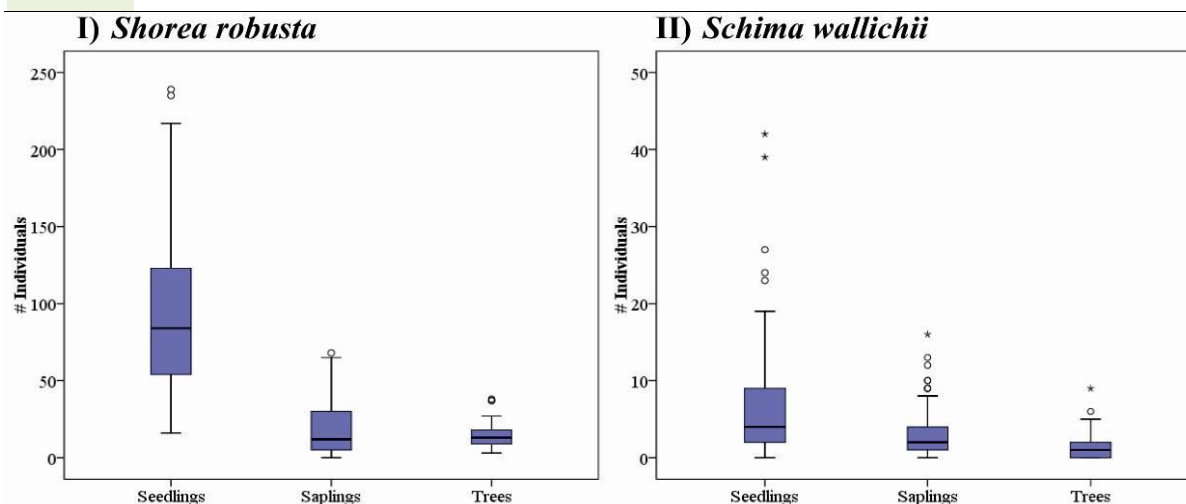 I) Shorea robusta
250
200
150
100
50
0
# Individuals
Seedlings Saplings Trees
II) Schima wallichii
50
40
30
20
10
0
# Individuals
Seedlings Saplings Trees